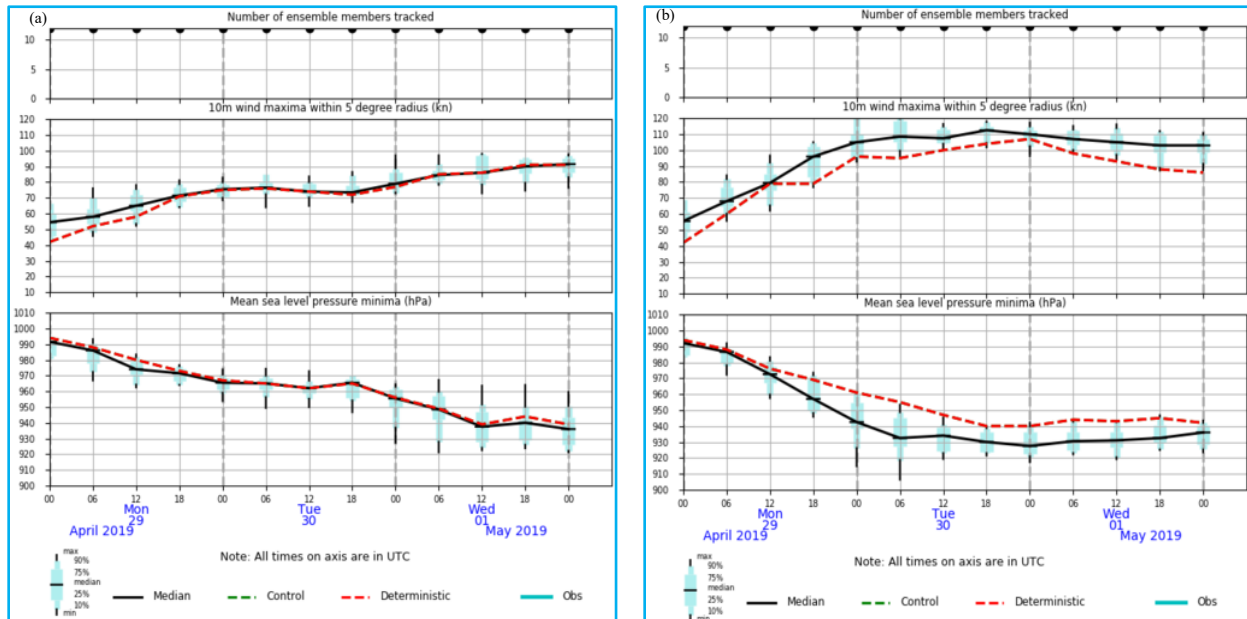 (a)
Number of ensemble members tracked
10
5
0
10m wind maxima within 5 degree radius (kn)
120
110
100
90
80
70
60
50
40
30
20
10
Mean sea level pressure minima (hPa)
1010
1000
990
980
970
960
950
940
930
920
910
900
00 06 12 18 00 06 12 18 00 06 12 18 00
Mon Tue Wed
29 30 01
April 2019 May 2019
Note: All times on axis are in UTC
max
90%
75%
median
25%
10%
min
Median Control Deterministic Obs
(b)
Number of ensemble members tracked
10
5
0
10m wind maxima within 5 degree radius (kn)
120
110
100
90
80
70
60
50
40
30
20
10
Mean sea level pressure minima (hPa)
1010
1000
990
980
970
960
950
940
930
920
910
900
00 06 12 18 00 06 12 18 00 06 12 18 00
Mon Tue Wed
29 30 01
April 2019 May 2019
Note: All times on axis are in UTC
max
90%
75%
median
25%
10%
min
Median Control Deterministic Obs